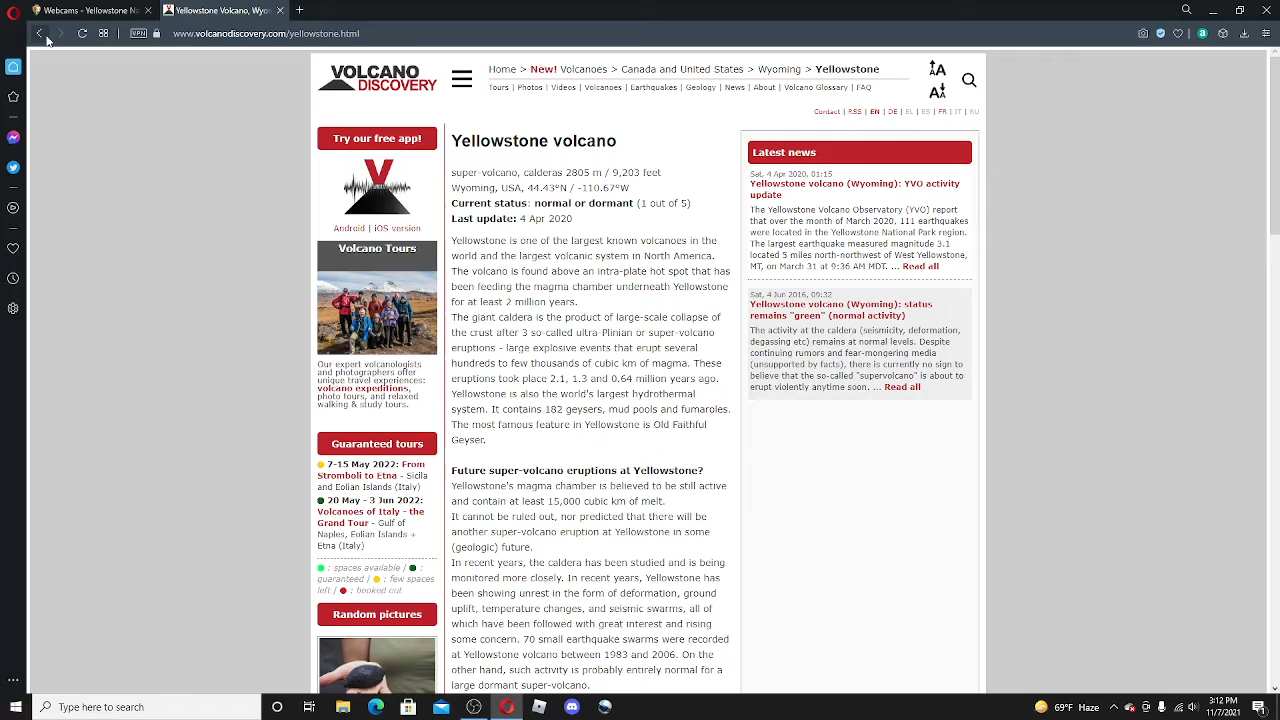 Webcams - Yellowstone Na
Volcano Discovery Wyom
www.volcanodiscovery.com/yellowstone.html
VPN
VOLCANO
DISCOVERY
Home > New! Volcanoes > Canada and United States > Wyoming > Yellowstone
Tours | Photos | Videos | Volcanoes | Earthquakes | Geology | News | About | Volcano Glossary | FAQ
Contact | RSS | EN | DE | EL | ES | FR | IT | RU
Try our free app!
Android | iOS version
Volcano Tours
Our expert volcanologists
and photographers offer
unique travel experiences:
volcano expeditions,
photo tours, and relaxed
walking & study tours.
Guaranteed tours
7-15 May 2022: From
Stromboli to Etna - Sicila
and Eolian Islands (Italy)
20 May - 3 Jun 2022:
Volcanoes of Italy - the
Grand Tour - Gulf of
Naples, Eolian Islands +
Etna (Italy)
: spaces available / :
guaranteed / : few spaces
left / : booked out
Random pictures
Yellowstone volcano
super-volcano, calderas 2805 m / 9,203 feet
Wyoming, USA, 44.43°N / -110.67°W
Current status: normal or dormant (1 out of 5)
Last update: 4 Apr 2020
Yellowstone is one of the largest known volcanoes in the
world and the largest volcanic system in North America.
The volcano is found above an intra-plate hot spot that has
been feeding the magma chamber underneath Yellowstone
for at least 2 million years.
The giant caldera is the product of large-scale collapse of
the crust after 3 so-called ultra-Plinian or super-volcano
eruptions - large explosive events that erupt several
hundreds to few thousands of cubic km of magma. These
eruptions took place 2.1, 1.3 and 0.64 million years ago.
Yellowstone is also the world's largest hydrothermal
system. It contains 182 geysers, mud pools and fumaroles.
The most famous feature in Yellowstone is Old Faithful
Geyser.
Future super-volcano eruptions at Yellowstone?
Yellowstone's magma chamber is believed to be still active
and contain at least 15,000 cubic km of melt.
It cannot be ruled out, nor predicted that there will be
another super-volcano eruption at Yellowstone in some
(geologic) future.
In recent years, the caldera has been studied and is being
monitored more closely. In recent years, Yellowstone has
been showing unrest in the form of deformation, ground
uplift, temperature changes, and seismic swarms, all of
which have been followed with great interest and rising
some concern. 70 small earthquake swarms were recorded
at Yellowstone between 1983 and 2006. On the
other side, such activity is probably entirely normal for a
large dormant super-volcano.
Latest news
Sat, 4 Apr 2020, 01:15
Yellowstone volcano (Wyoming): YVO activity
update
The Yellowstone Volcano Observatory (YVO) report
that over the month of March 2020, 111 earthquakes
were located in the Yellowstone National Park region.
The largest earthquake measured magnitude 3.1
located 5 miles north-northwest of West Yellowstone,
MT, on March 31 at 9:36 AM MDT. ... Read all
Sat, 4 Jun 2016, 09:32
Yellowstone volcano (Wyoming): status
remains "green" (normal activity)
The activity at the caldera (seismicity, deformation,
degassing etc) remains at normal levels. Despite
continuing rumors and fear-mongering media
(unsupported by facts), there is currently no sign to
believe that the so-called "supervolcano" is about to
erupt violently anytime soon. ... Read all
Type here to search
69°F Haze
3:12 PM
11/7/2021